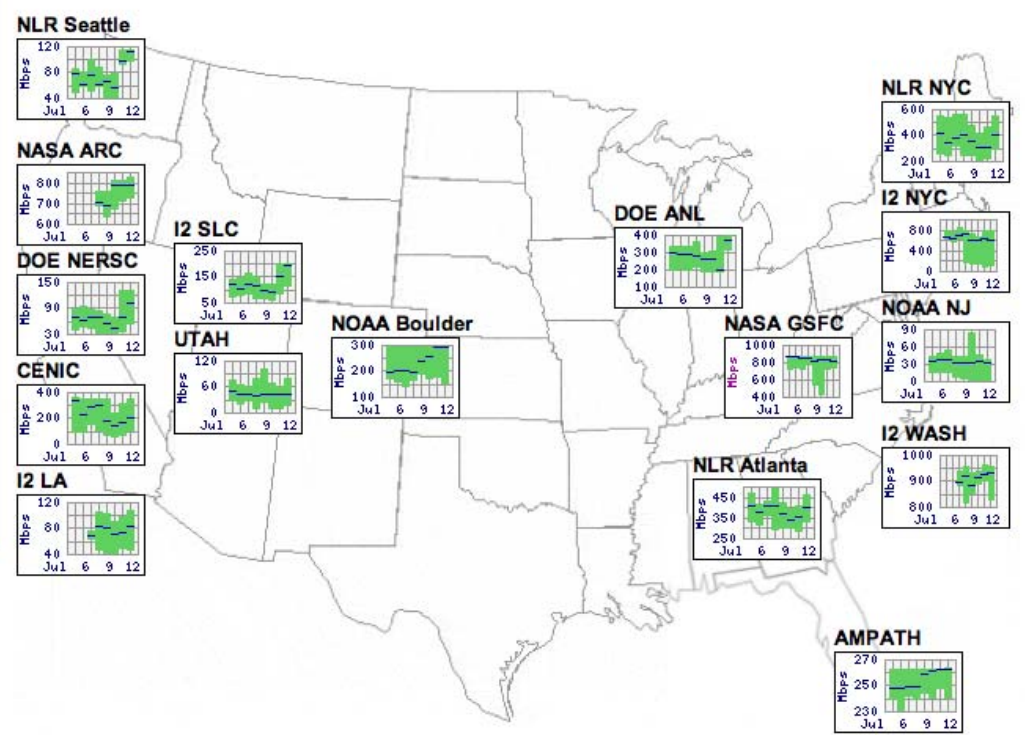 NLR Seattle
120
80
40
Mbps
Jul 6 9 12
NASA ARC
800
700
600
Mbps
Jul 6 9 12
DOE NERSC
150
90
30
Mbps
Jul 6 9 12
CENIC
400
200
0
Mbps
Jul 6 9 12
I2 LA
120
80
40
Mbps
Jul 6 9 12
I2 SLC
250
150
50
Mbps
Jul 6 9 12
UTAH
120
60
0
Mbps
Jul 6 9 12
NOAA Boulder
300
200
100
Mbps
Jul 6 9 12
DOE ANL
400
300
200
100
Mbps
Jul 6 9 12
NASA GSFC
1000
800
600
400
Mbps
Jul 6 9 12
NLR Atlanta
450
350
250
Mbps
Jul 6 9 12
NLR NYC
600
400
200
Mbps
Jul 6 9 12
I2 NYC
800
400
0
Mbps
Jul 6 9 12
NOAA NJ
90
60
30
0
Mbps
Jul 6 9 12
I2 WASH
1000
900
800
Mbps
Jul 6 9 12
AMPATH
270
250
230
Mbps
Jul 6 9 12